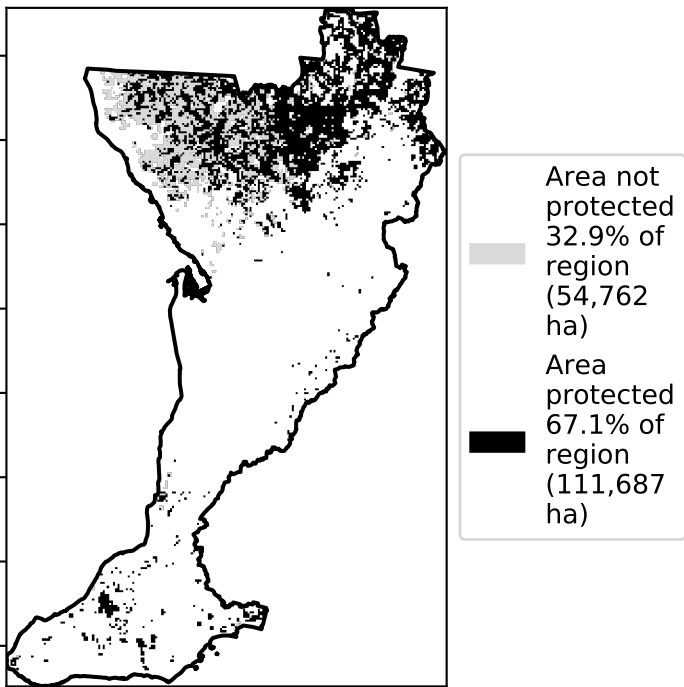 Area not
protected
32.9% of
region
(54,762
ha)
Area
protected
67.1% of
region
(111,687
ha)